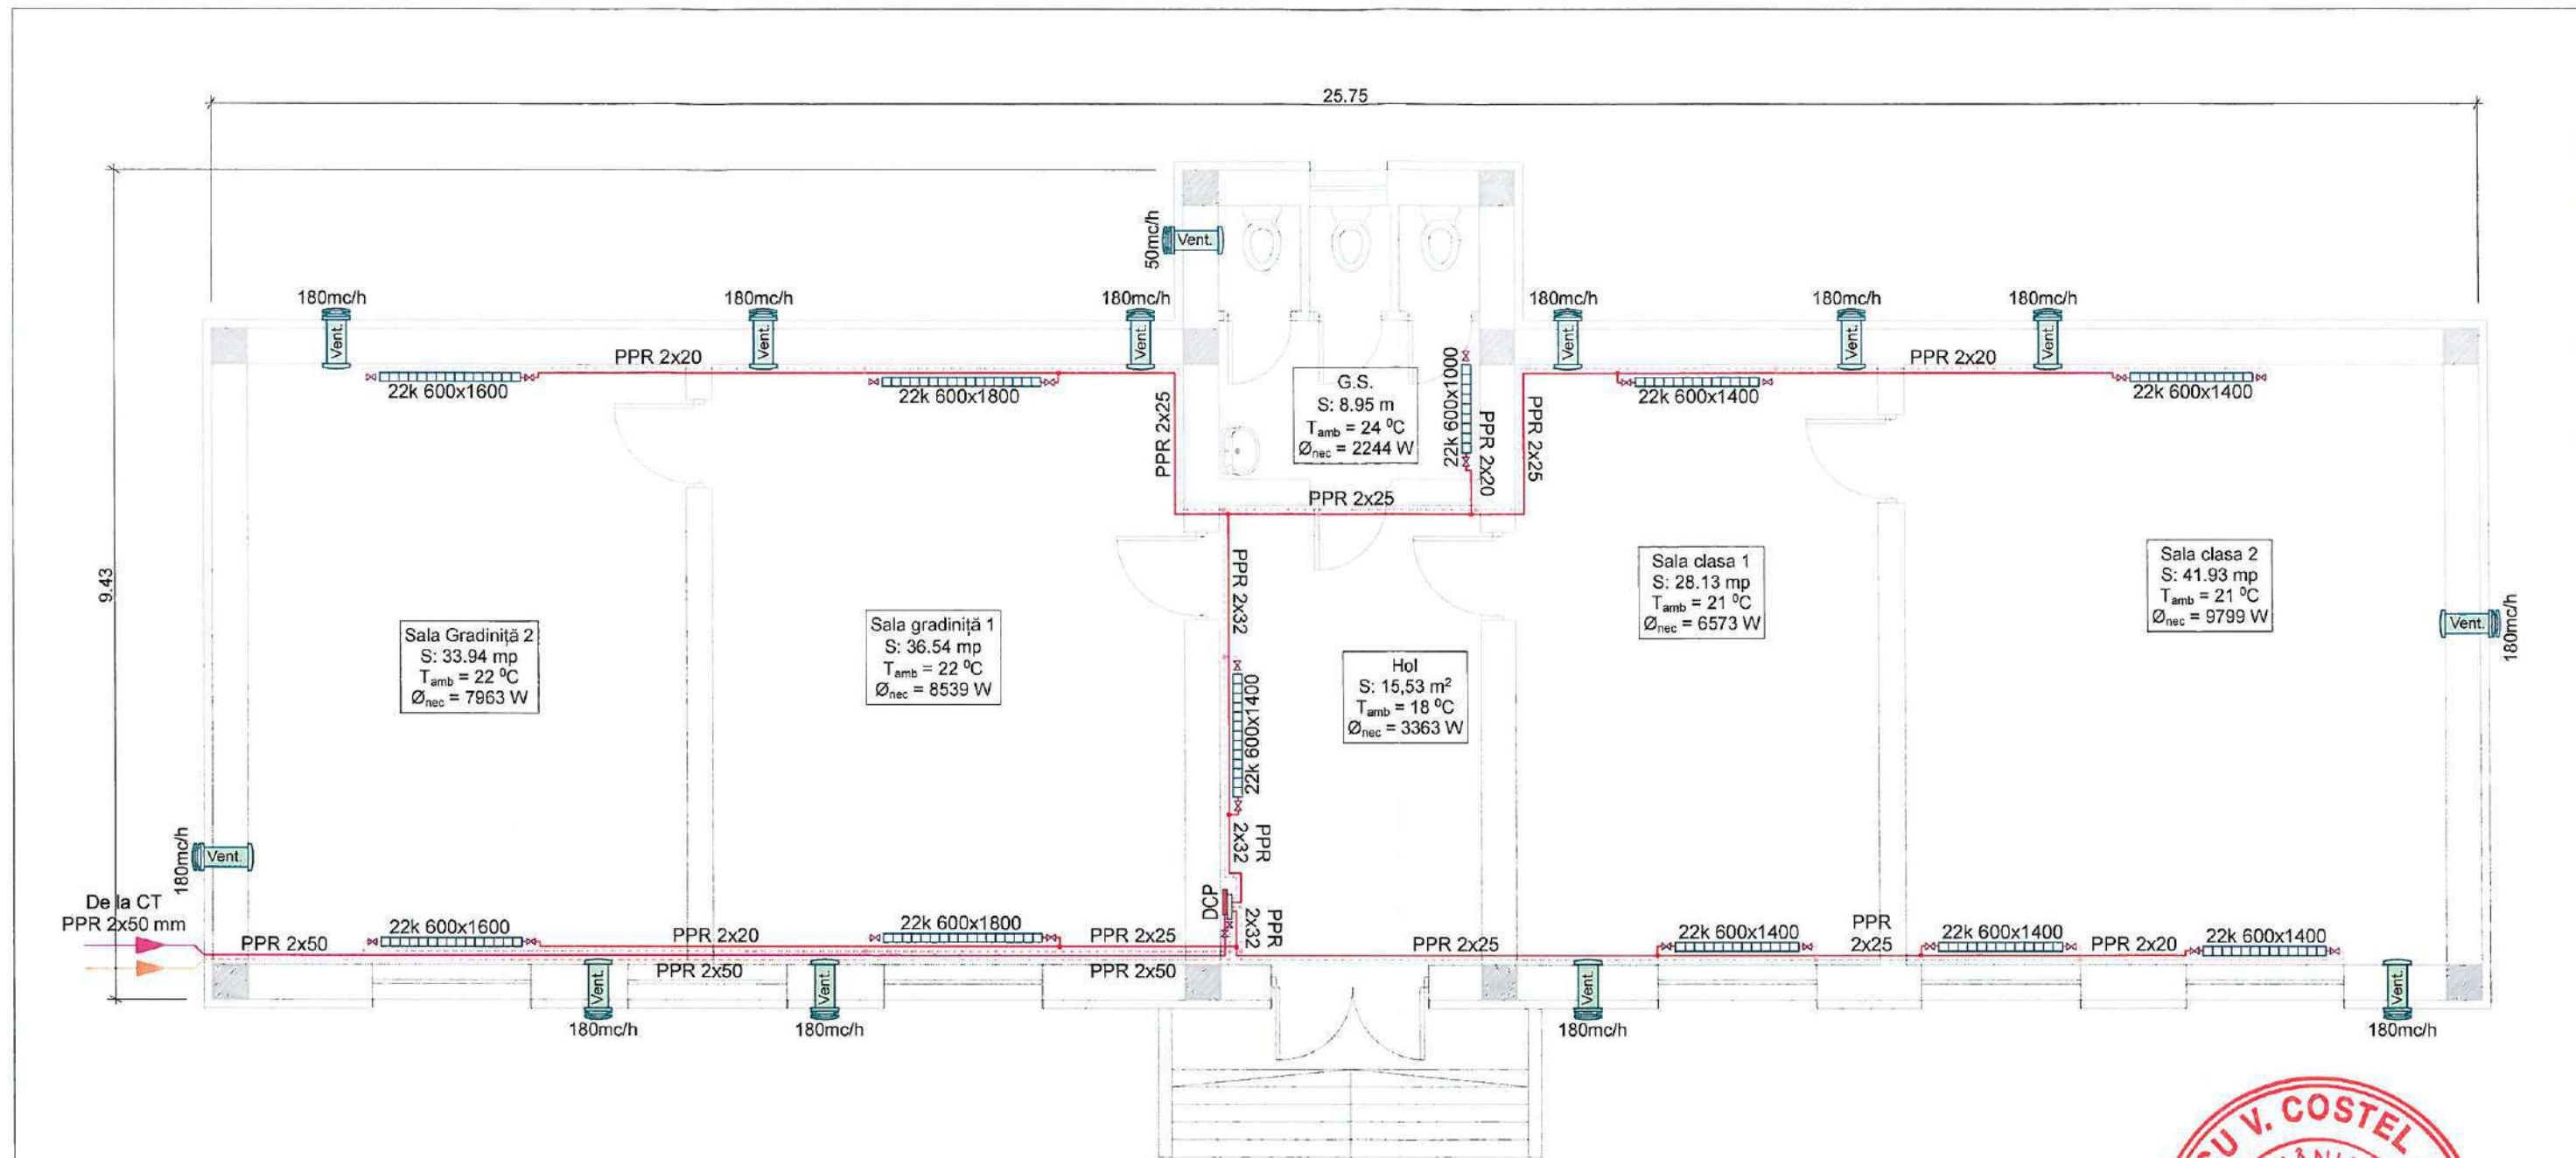 25.75
9.43
50mc/h
Vent.
180mc/h
180mc/h
180mc/h
180mc/h
180mc/h
180mc/h
Vent.
Vent.
Vent.
Vent.
Vent.
Vent.
PPR 2x20
PPR 2x20
22k 600x1600
22k 600x1800
22k 600x1400
22k 600x1400
PPR 2x25
G.S.
S: 8.95 m
Tamb = 24 ⁰C
Ønec = 2244 W
22k 600x1000
PPR 2x20
PPR 2x25
PPR 2x25
PPR 2x32
Sala Gradiniță 2
S: 33.94 mp
Tamb = 22 ⁰C
Ønec = 7963 W
Sala gradiniță 1
S: 36.54 mp
Tamb = 22 ⁰C
Ønec = 8539 W
Hol
S: 15,53 m²
Tamb = 18 ⁰C
Ønec = 3363 W
Sala clasa 1
S: 28.13 mp
Tamb = 21 ⁰C
Ønec = 6573 W
Sala clasa 2
S: 41.93 mp
Tamb = 21 ⁰C
Ønec = 9799 W
Vent.
180mc/h
22k 600x1400
PPR
2x32
DCP
PPR
2x32
180mc/h
Vent.
De la CT
PPR 2x50 mm
PPR 2x50
22k 600x1600
PPR 2x20
22k 600x1800
PPR 2x25
PPR 2x50
PPR 2x50
PPR 2x25
22k 600x1400
PPR
2x25
22k 600x1400
PPR 2x20
22k 600x1400
Vent.
Vent.
Vent.
Vent.
180mc/h
180mc/h
180mc/h
180mc/h
V. COSTEL